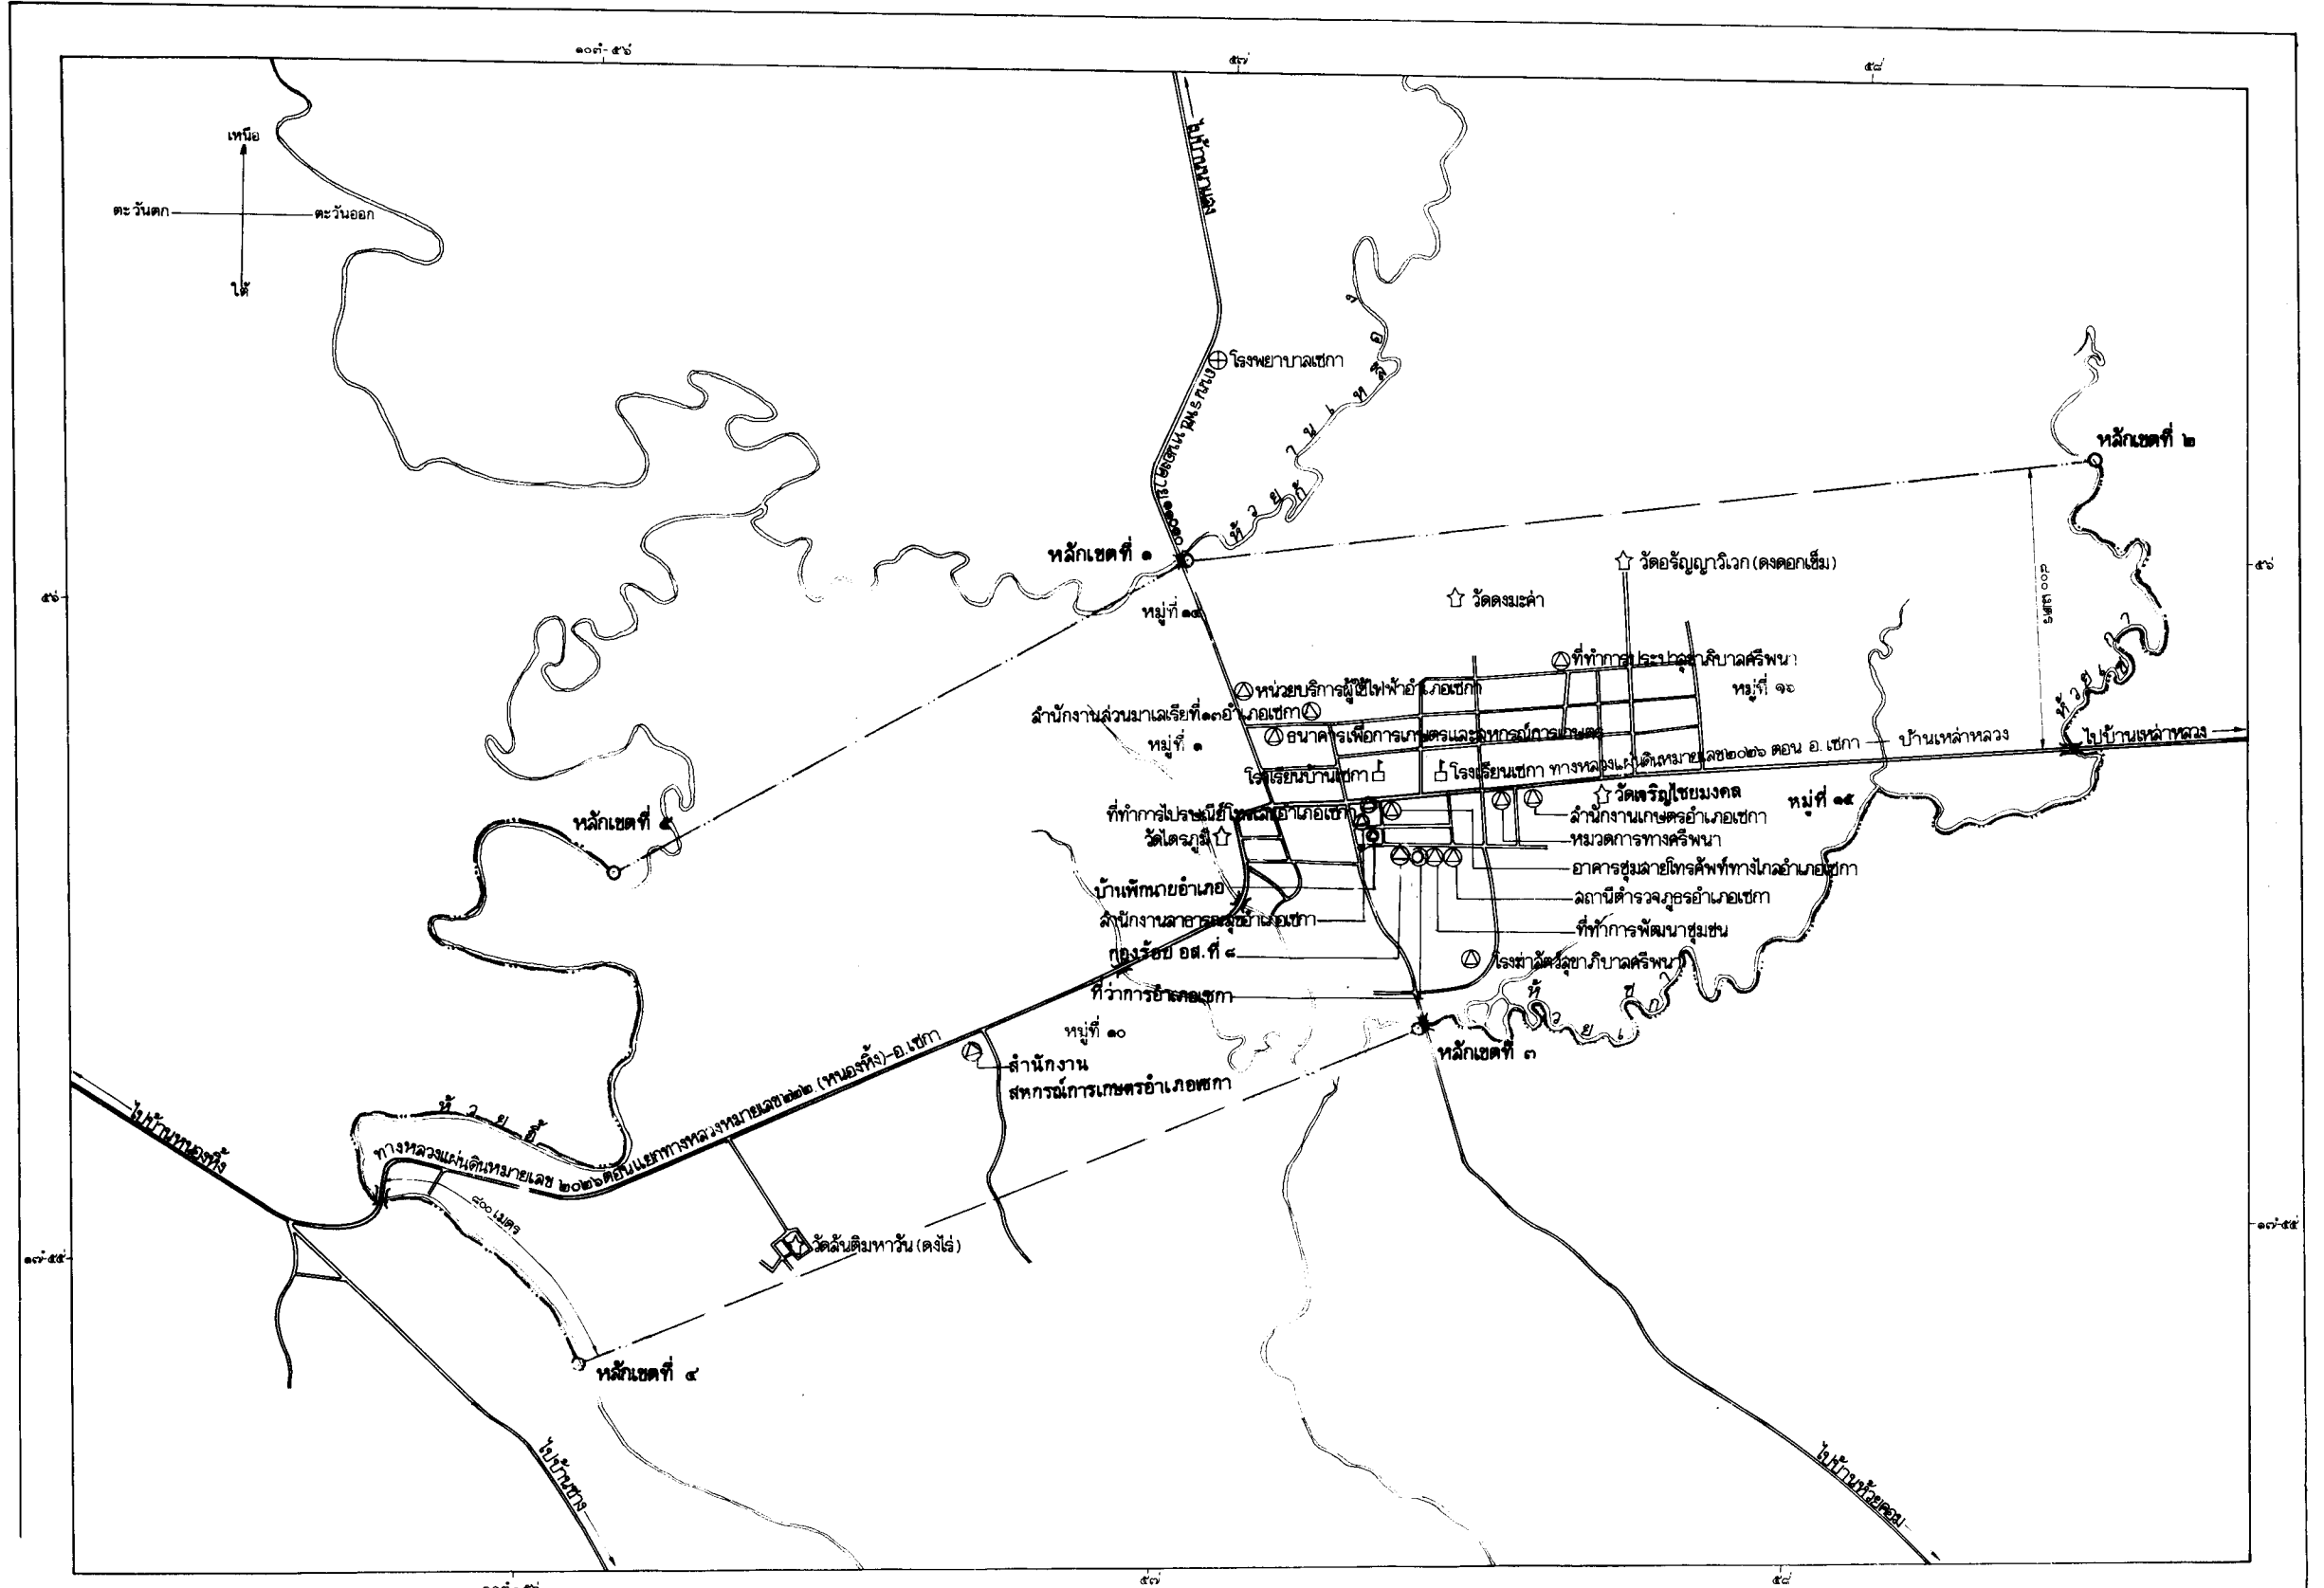 ๑๐๓°-๕๖'
๕๗'
๕๘'
เหนือ
ตะวันตก
ตะวันออก
ใต้
ไปบ้านนาแวง
โรงพยาบาลเซกา
ห้วยก้านเหลือง
หลักเขตที่ ๒
หลักเขตที่ ๑
วัดอรัญญาวิเวก (ดงดอกเข็ม)
วัดดงมะค่า
๘๐๐ เมตร
๕๖'
๕๖'
หมู่ที่ ๑๔
ที่ทำการประปาสุขาภิบาลศรีพนา
หมู่ที่ ๑๖
หน่วยบริการผู้ใช้ไฟฟ้าอำเภอเซกา
สำนักงานส่วนมาเลเรียที่๑๓อำเภอเซกา
หมู่ที่ ๑
ธนาคารเพื่อการเกษตรและสหกรณ์การเกษตร
ห้วยเซกา
ไปบ้านเหล่าหลวง
โรงเรียนบ้านเซกา
โรงเรียนเซกา
ทางหลวงแผ่นดินหมายเลข๒๐๒๖ ตอน อ. เซกา — บ้านเหล่าหลวง
วัดเจริญไชยมงคล
หมู่ที่ ๑๕
ที่ทำการไปรษณีย์โทรเลขอำเภอเซกา
สำนักงานเกษตรอำเภอเซกา
หลักเขตที่ ๕
วัดไตรภูมิ
หมวดการทางศรีพนา
อาคารชุมสายโทรศัพท์ทางไกลอำเภอเซกา
บ้านพักนายอำเภอ
สถานีตำรวจภูธรอำเภอเซกา
สำนักงานสาธารณสุขอำเภอเซกา
ที่ทำการพัฒนาชุมชน
กองร้อย อส. ที่ ๘
โรงฆ่าสัตว์สุขาภิบาลศรีพนา
ที่ว่าการอำเภอเซกา
ห้วยเซกา
หมู่ที่ ๑๐
หลักเขตที่ ๓
สำนักงาน
สหกรณ์การเกษตรอำเภอเซกา
ไปบ้านหนองหิ้ง
ทางหลวงแผ่นดินหมายเลข ๒๐๒๖ตอนแยกทางหลวงหมายเลข๒๒๒ (หนองหิ้ง)-อ.เซกา
๘๐๐ เมตร
วัดสันติมหาวัน (ดงไร่)
๑๗°-๕๕'
๑๗°-๕๕'
หลักเขตที่ ๔
ไปบ้านซาง
ไปบ้านห้วยคอม
๕๗'
๕๘'